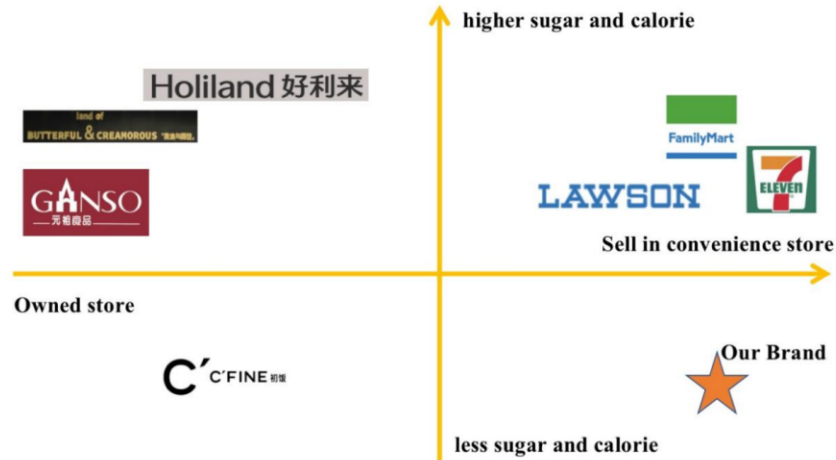 higher sugar and calorie
Holiland 好利来
land of
BUTTERFUL & CREAMOROUS
FamilyMart
GANSO
元祖食品
LAWSON
7
ELEVEN
Sell in convenience store
Owned store
Our Brand
C' C'FINE 初饭
less sugar and calorie